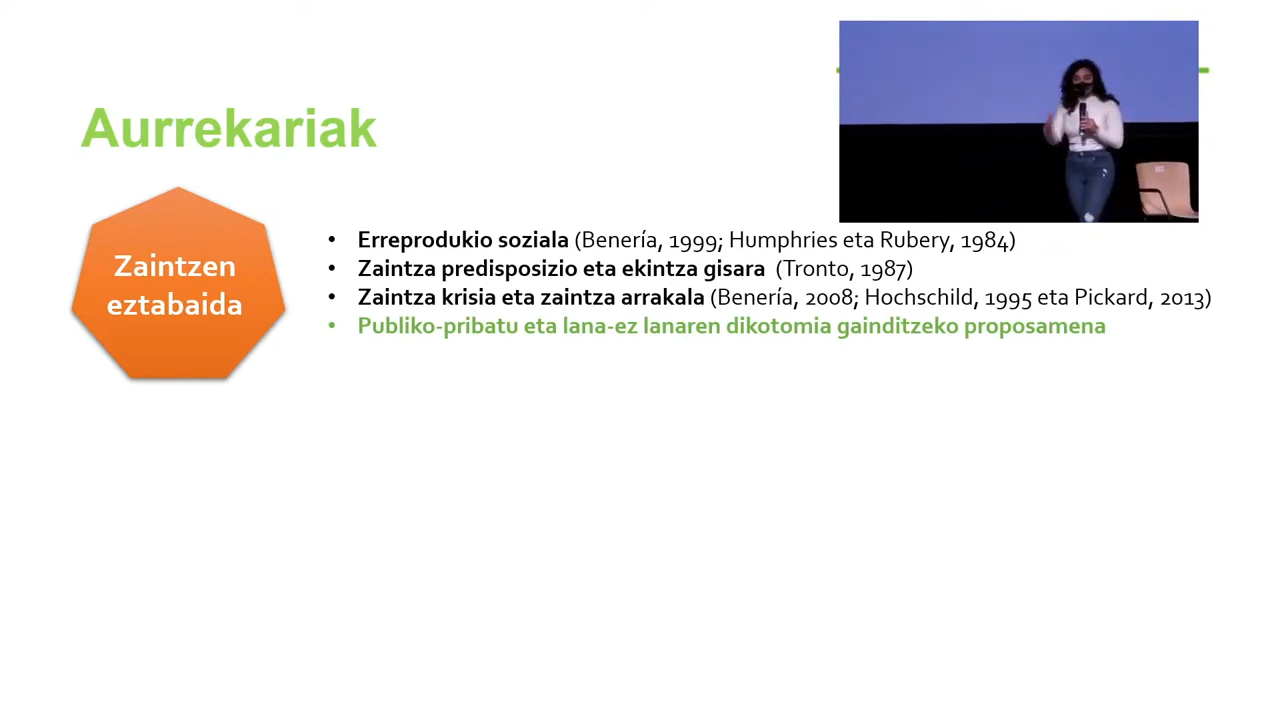 Aurrekariak
Zaintzen
eztabaida
• Erreprodukio soziala (Benería, 1999; Humphries eta Rubery, 1984)
• Zaintza predisposizio eta ekintza gisara (Tronto, 1987)
• Zaintza krisia eta zaintza arrakala (Benería, 2008; Hochschild, 1995 eta Pickard, 2013)
• Publiko-pribatu eta lana-ez lanaren dikotomia gainditzeko proposamena